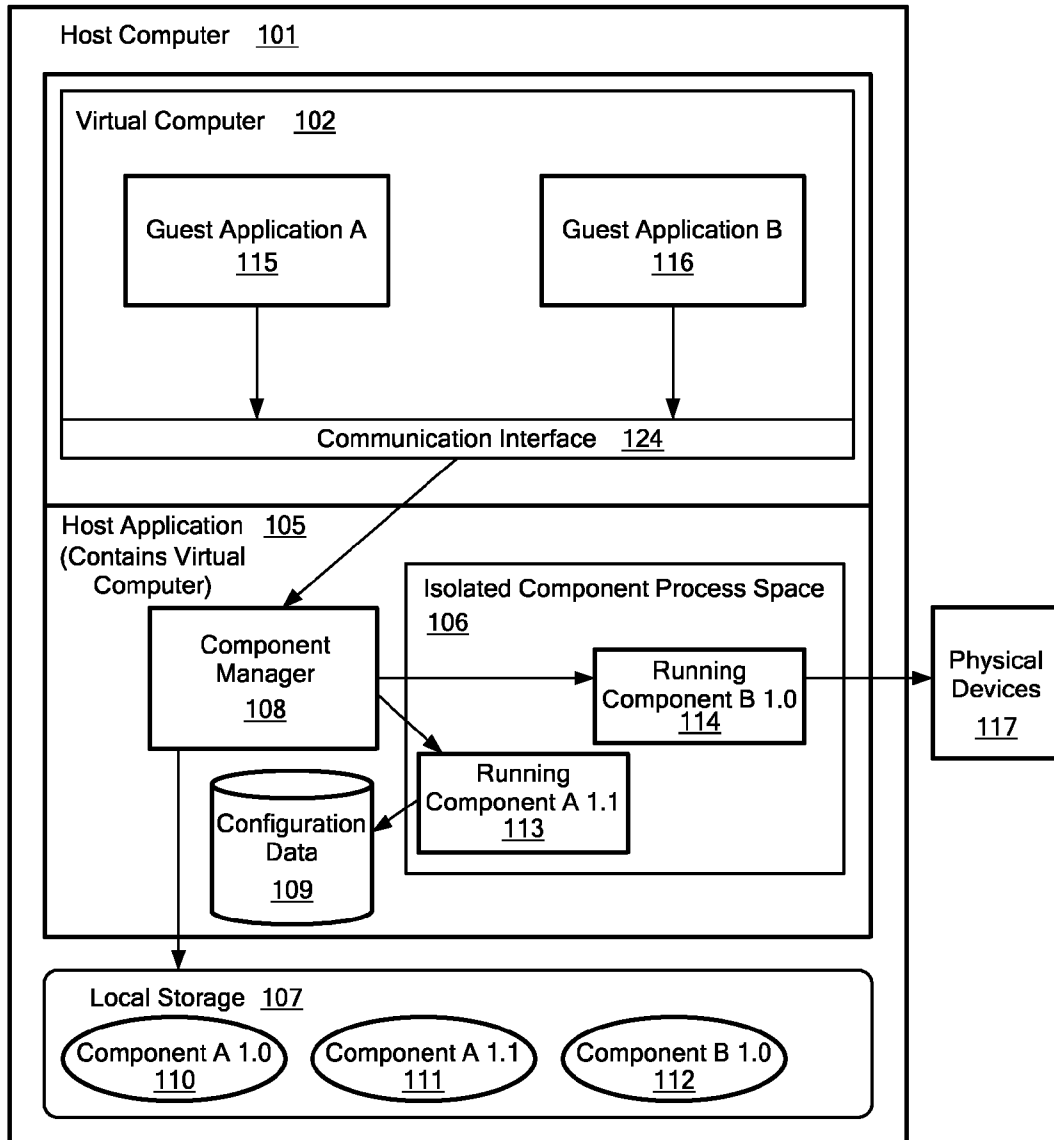 Host Computer 101
Virtual Computer 102
Guest Application A
115
Guest Application B
116
Communication Interface 124
Host Application 105
(Contains Virtual
Computer)
Isolated Component Process Space
106
Component
Manager
108
Running
Component B 1.0
114
Physical
Devices
117
Running
Component A 1.1
113
Configuration
Data
109
Local Storage 107
Component A 1.0
110
Component A 1.1
111
Component B 1.0
112